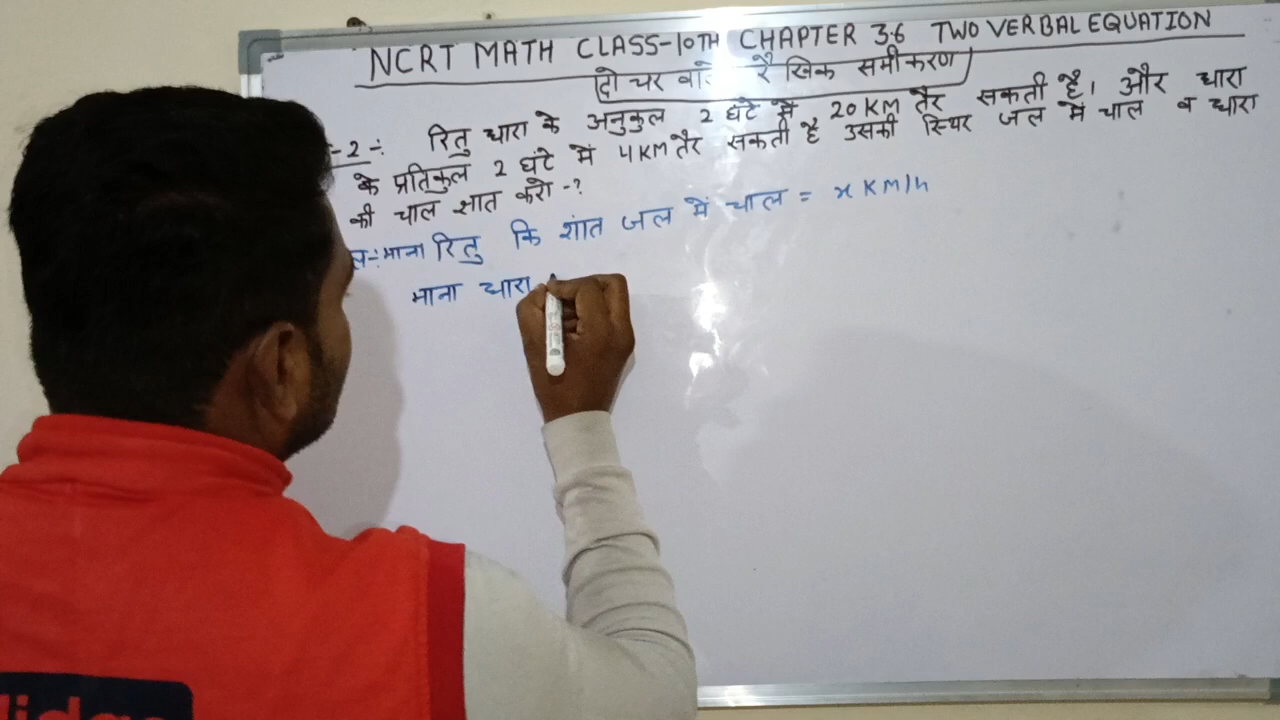 NCRT MATH CLASS-10TH CHAPTER 3.6 TWO VERBAL EQUATION
दो चर वाले रैखिक समीकरण
-2 ÷ रितु धारा के अनुकुल 2 घंटे में 20 KM तैर सकती है। और धारा
के प्रतिकुल 2 घंटे में 4 KM तैर सकती है उसकी स्थिर जल में चाल व धारा
की चाल ज्ञात करो -?
ल÷ माना रितु कि शांत जल में चाल = x KM/h
माना धारा